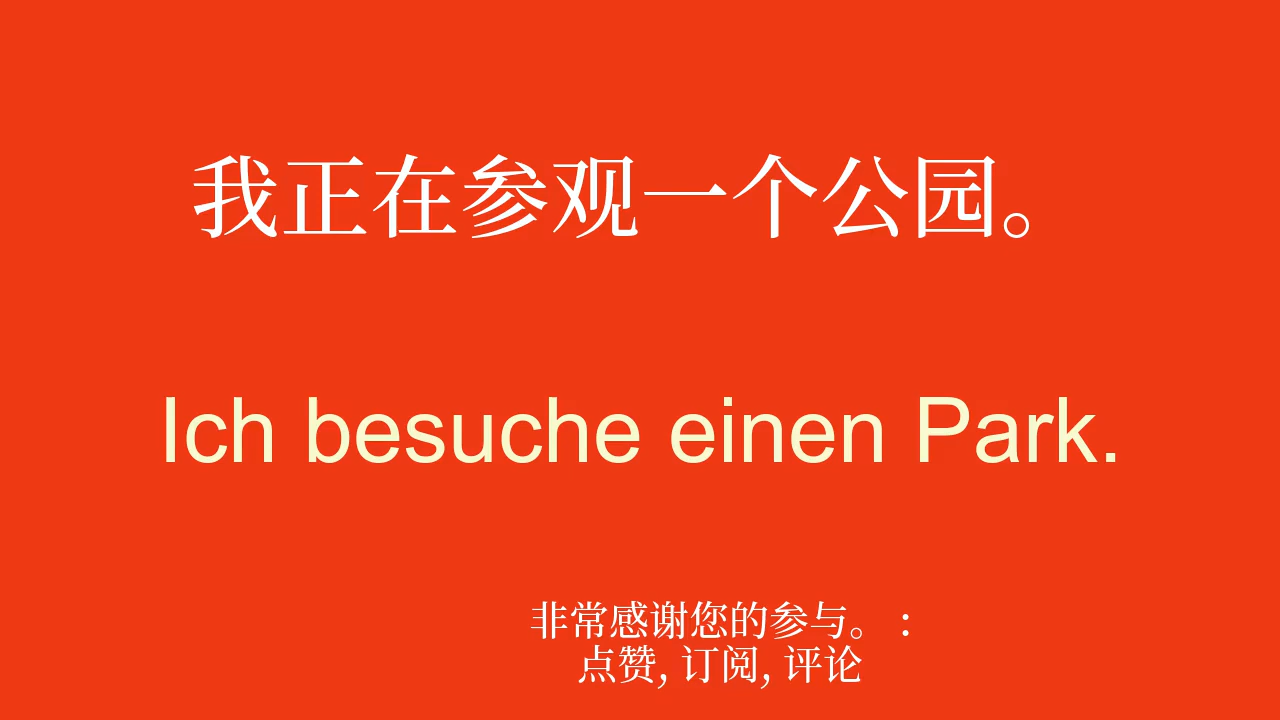 我正在参观一个公园。
Ich besuche einen Park.
非常感谢您的参与。 :
点赞, 订阅, 评论